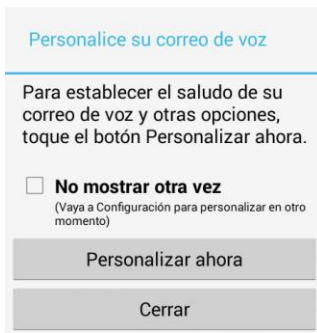 Personalice su correo de voz
Para establecer el saludo de su
correo de voz y otras opciones,
toque el botón Personalizar ahora.
No mostrar otra vez
(Vaya a Configuración para personalizar en otro
momento)
Personalizar ahora
Cerrar